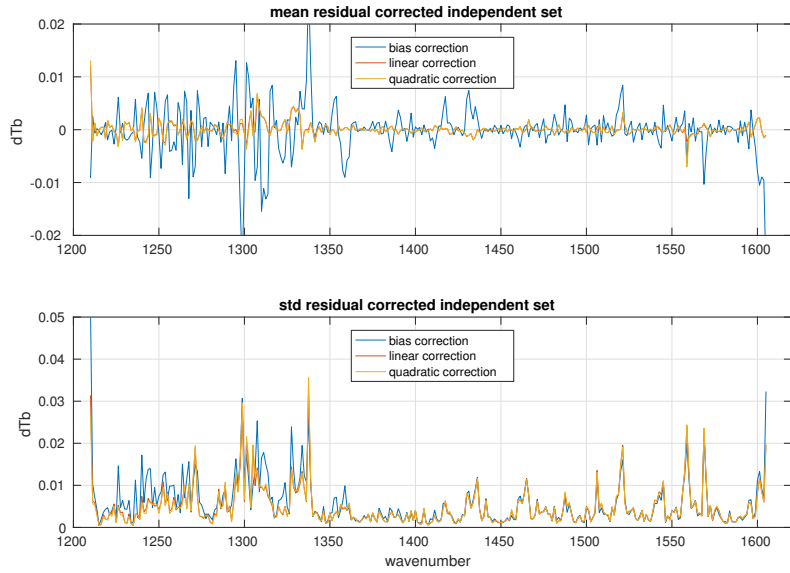 mean residual corrected independent set
0.02
0.01
0
-0.01
-0.02
dTb
bias correction
linear correction
quadratic correction
1200 1250 1300 1350 1400 1450 1500 1550 1600
std residual corrected independent set
0.05
0.04
0.03
0.02
0.01
0
dTb
bias correction
linear correction
quadratic correction
1200 1250 1300 1350 1400 1450 1500 1550 1600
wavenumber